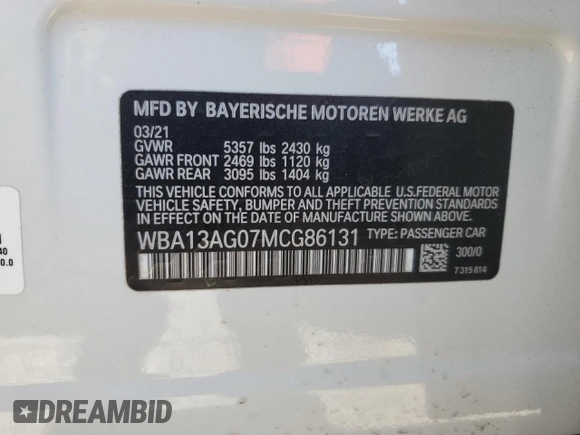 MFD BY BAYERISCHE MOTOREN WERKE AG
03/21
GVWR 5357 lbs 2430 kg
GAWR FRONT 2469 lbs 1120 kg
GAWR REAR 3095 lbs 1404 kg
THIS VEHICLE CONFORMS TO ALL APPLICABLE U.S.FEDERAL MOTOR
VEHICLE SAFETY, BUMPER AND THEFT PREVENTION STANDARDS
IN EFFECT ON THE DATE OF MANUFACTURE SHOWN ABOVE.
WBA13AG07MCG86131 TYPE: PASSENGER CAR
300/0
7315814
40
0.0
DREAMBID